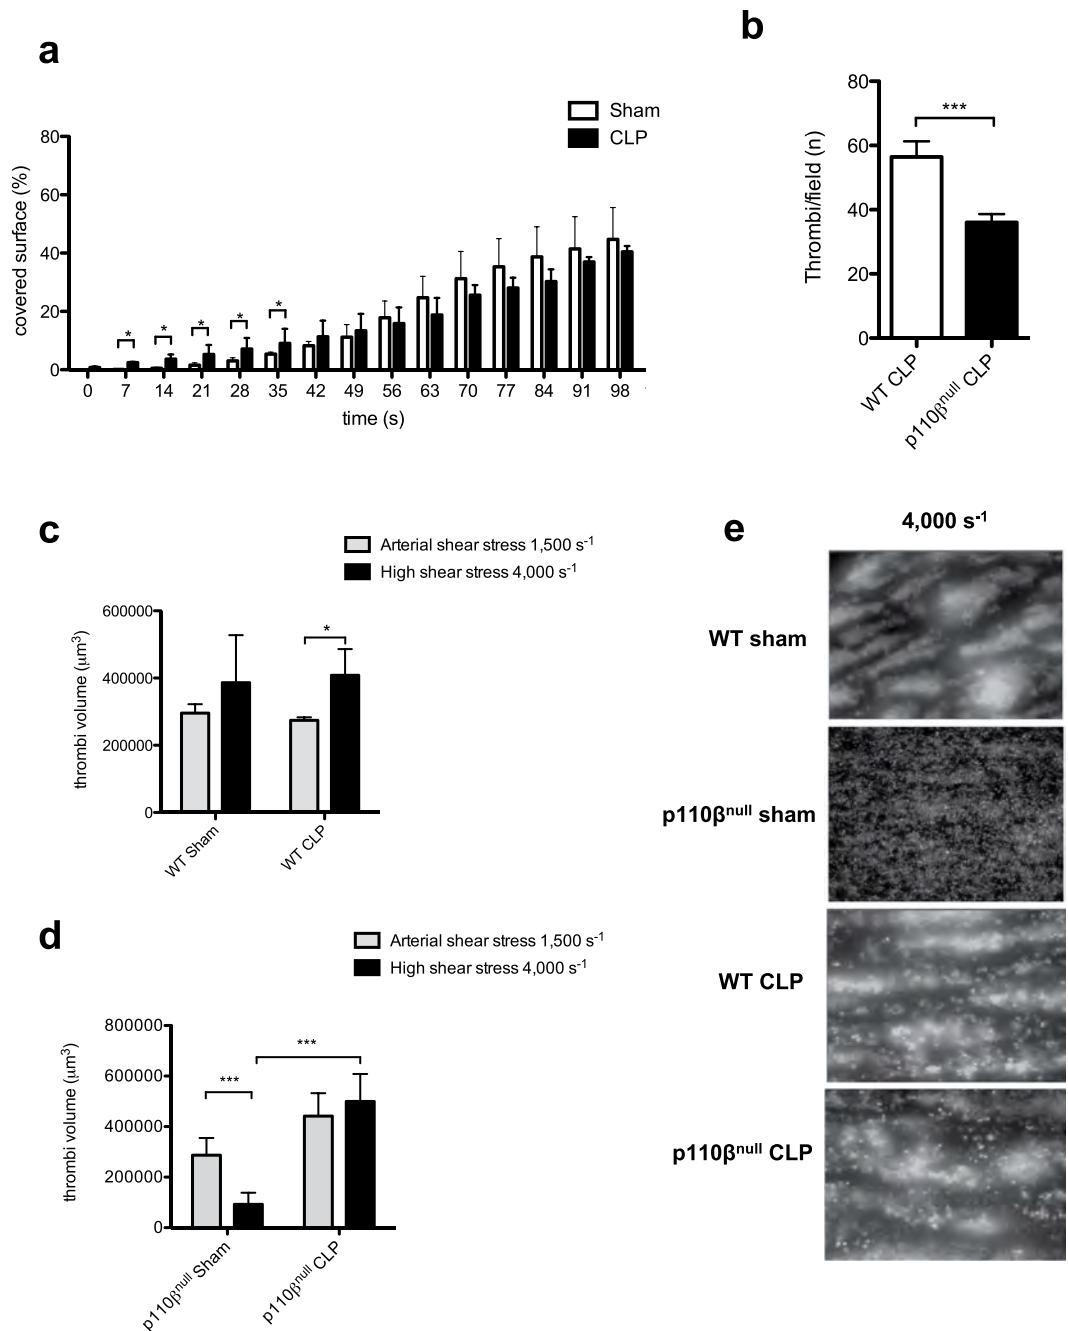 a
Sham
CLP
covered surface (%)
80
60
40
20
0
* * * * *
0 7 14 21 28 35 42 49 56 63 70 77 84 91 98
time (s)
b
Thrombi/field (n)
80
60
40
20
0
***
WT CLP
p110β^null CLP
c
Arterial shear stress 1,500 s⁻¹
High shear stress 4,000 s⁻¹
thrombi volume (μm³)
600000
400000
200000
0
*
WT Sham
WT CLP
d
Arterial shear stress 1,500 s⁻¹
High shear stress 4,000 s⁻¹
thrombi volume (μm³)
800000
600000
400000
200000
0
***
***
p110β^null Sham
p110β^null CLP
e
4,000 s⁻¹
WT sham
p110β^null sham
WT CLP
p110β^null CLP